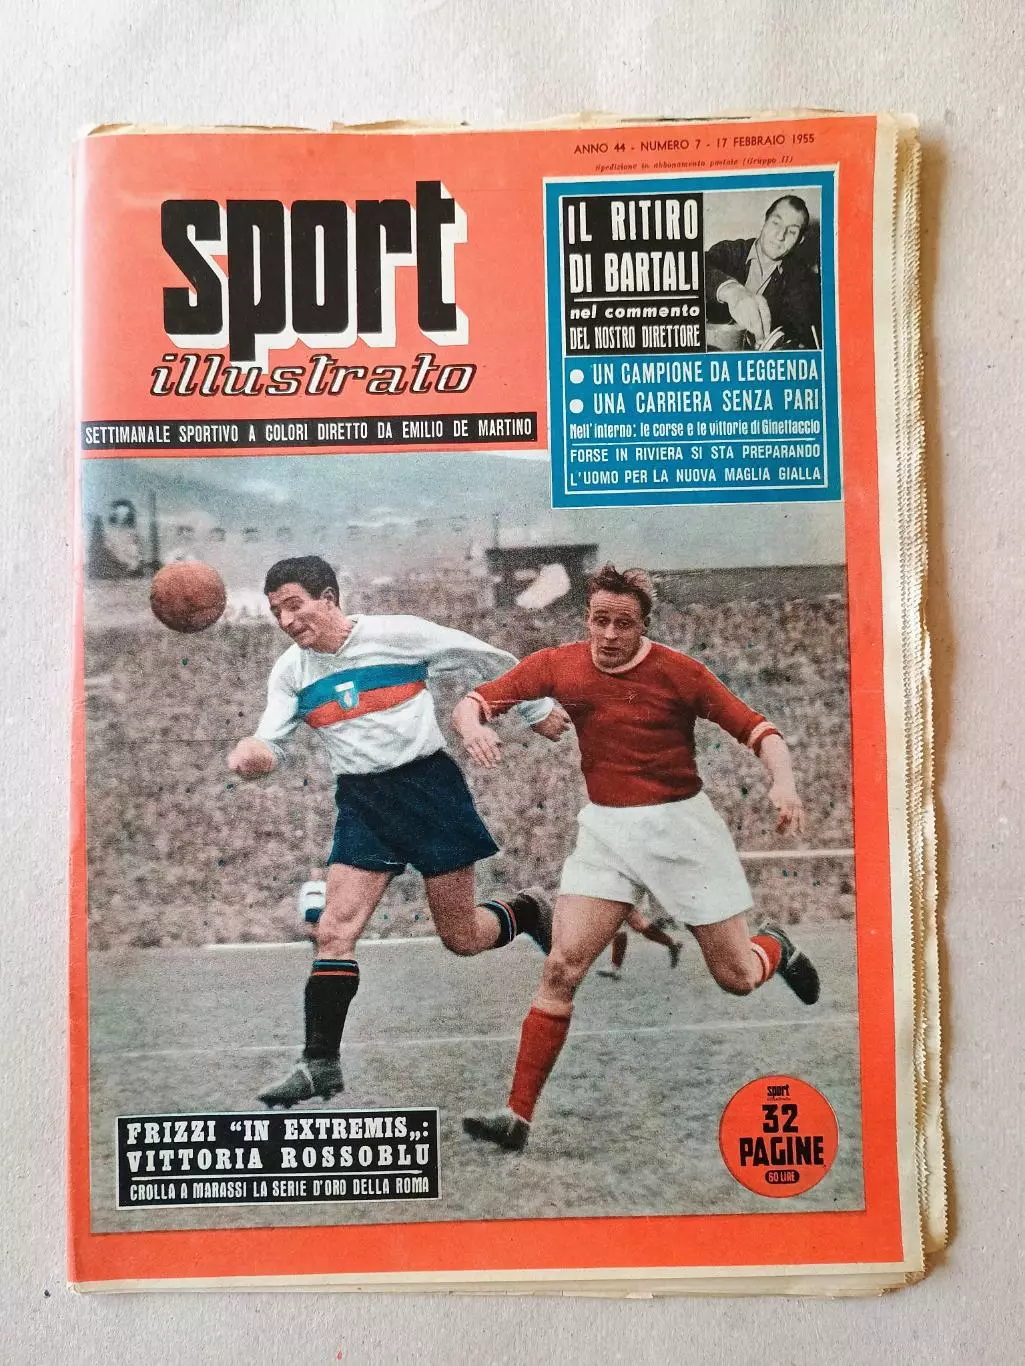 ANNO 44 - NUMERO 7 - 17 FEBBRAIO 1955
Spedizione in abbonamento postale (Gruppo II)
sport
illustrato
SETTIMANALE SPORTIVO A COLORI DIRETTO DA EMILIO DE MARTINO
IL RITIRO
DI BARTALI
nel commento
DEL NOSTRO DIRETTORE
● UN CAMPIONE DA LEGGENDA
● UNA CARRIERA SENZA PARI
Nell'interno: le corse e le vittorie di Ginettaccio
FORSE IN RIVIERA SI STA PREPARANDO
L'UOMO PER LA NUOVA MAGLIA GIALLA
FRIZZI "IN EXTREMIS„:
VITTORIA ROSSOBLU
CROLLA A MARASSI LA SERIE D'ORO DELLA ROMA
sport
illustrato
32
PAGINE
60 LIRE